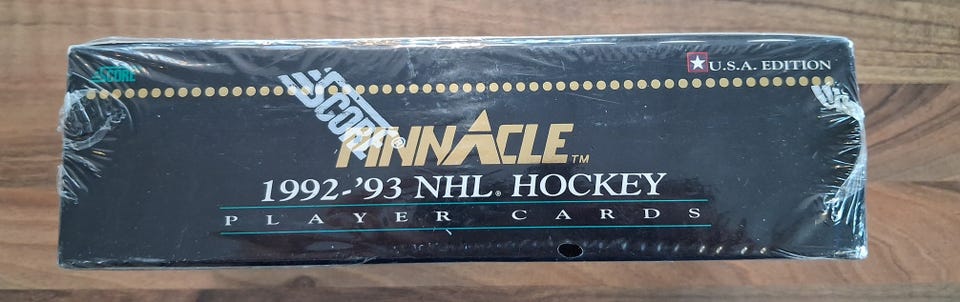 SCORE
★ U.S.A. EDITION
SCORE®
PINNACLE™
1992-'93 NHL® HOCKEY
PLAYER CARDS